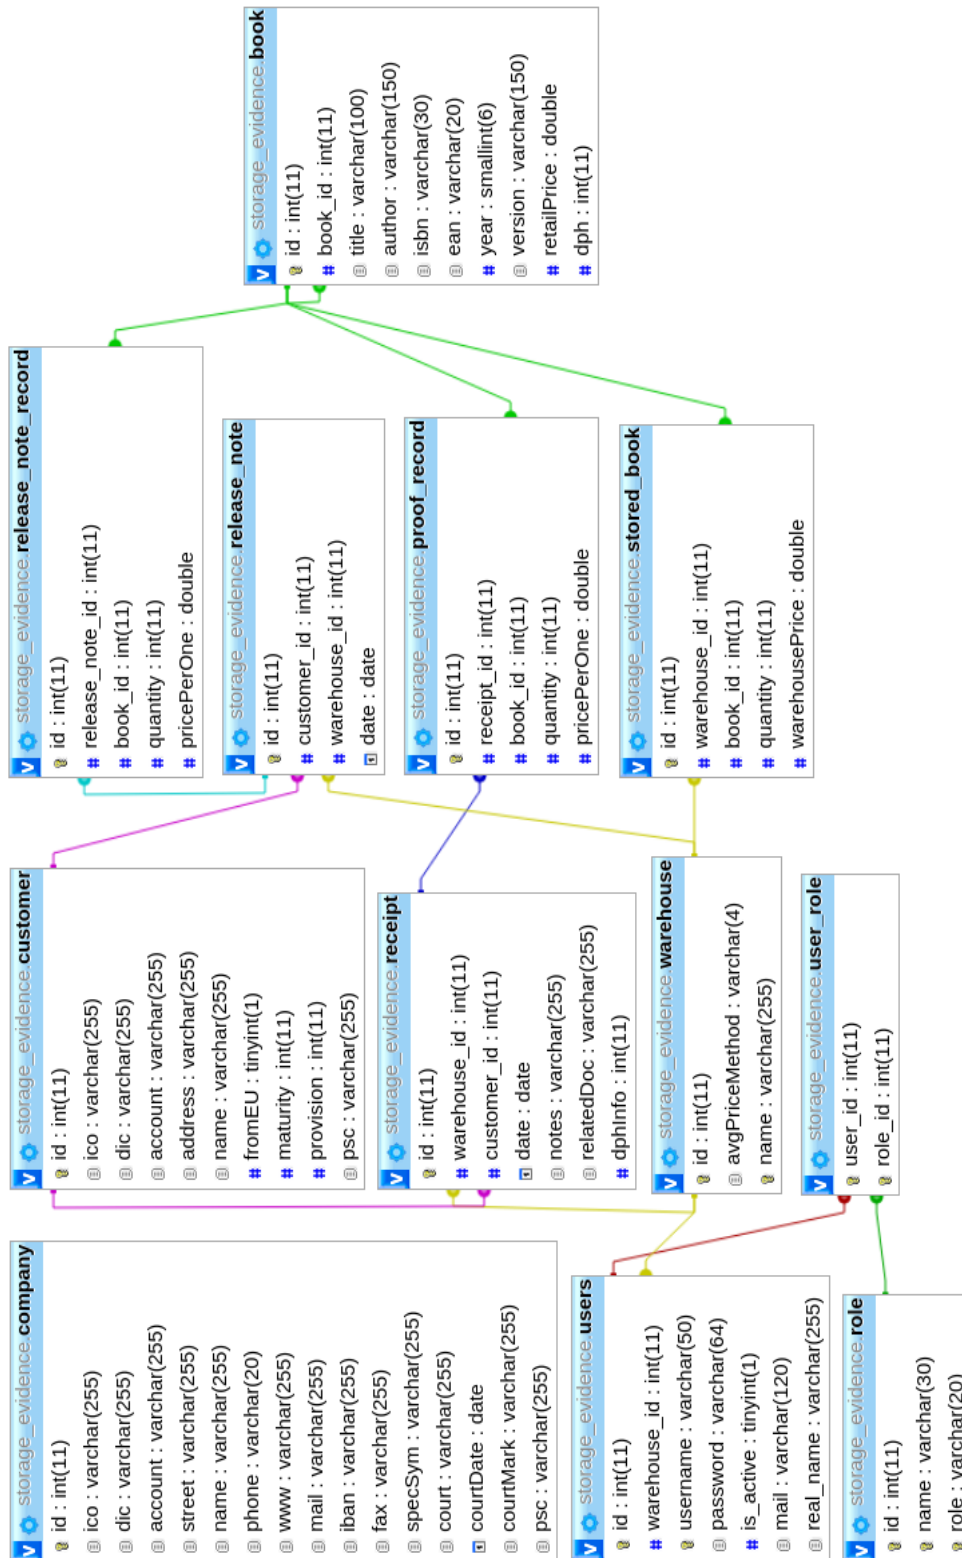 storage_evidence.company
id : int(11)
ico : varchar(255)
dic : varchar(255)
account : varchar(255)
street : varchar(255)
name : varchar(255)
phone : varchar(20)
www : varchar(255)
mail : varchar(255)
iban : varchar(255)
fax : varchar(255)
specSym : varchar(255)
court : varchar(255)
courtDate : date
courtMark : varchar(255)
psc : varchar(255)
storage_evidence.users
id : int(11)
warehouse_id : int(11)
username : varchar(50)
password : varchar(64)
is_active : tinyint(1)
mail : varchar(120)
real_name : varchar(255)
storage_evidence.role
id : int(11)
name : varchar(30)
role : varchar(20)
storage_evidence.customer
id : int(11)
ico : varchar(255)
dic : varchar(255)
account : varchar(255)
address : varchar(255)
name : varchar(255)
fromEU : tinyint(1)
maturity : int(11)
provision : int(11)
psc : varchar(255)
storage_evidence.receipt
id : int(11)
warehouse_id : int(11)
customer_id : int(11)
date : date
notes : varchar(255)
relatedDoc : varchar(255)
dphInfo : int(11)
storage_evidence.warehouse
id : int(11)
avgPriceMethod : varchar(4)
name : varchar(255)
storage_evidence.user_role
user_id : int(11)
role_id : int(11)
storage_evidence.release_note_record
id : int(11)
release_note_id : int(11)
book_id : int(11)
quantity : int(11)
pricePerOne : double
storage_evidence.release_note
id : int(11)
customer_id : int(11)
warehouse_id : int(11)
date : date
storage_evidence.proof_record
id : int(11)
receipt_id : int(11)
book_id : int(11)
quantity : int(11)
pricePerOne : double
storage_evidence.stored_book
id : int(11)
warehouse_id : int(11)
book_id : int(11)
quantity : int(11)
warehousePrice : double
storage_evidence.book
id : int(11)
book_id : int(11)
title : varchar(100)
author : varchar(150)
isbn : varchar(30)
ean : varchar(20)
year : smallint(6)
version : varchar(150)
retailPrice : double
dph : int(11)